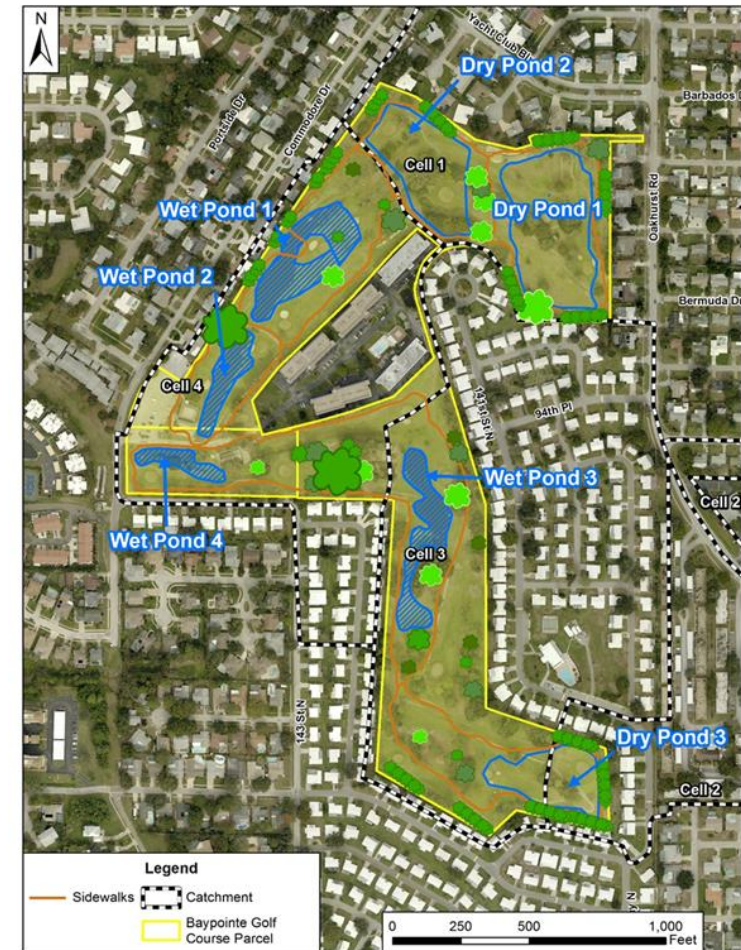 N
Yacht Club Bl
Dry Pond 2
Barbados D
Portside Dr
Commodore Dr
Cell 1
Oakhurst Rd
Wet Pond 1
Dry Pond 1
Wet Pond 2
Bermuda Dr
Cell 4
141st St N
94th Pl
Wet Pond 3
Cell 2
Wet Pond 4
Cell 3
143 St N
Dry Pond 3
Cell 2
y N
Legend
Sidewalks
Catchment
Baypointe Golf
Course Parcel
0 250 500 1,000
Feet